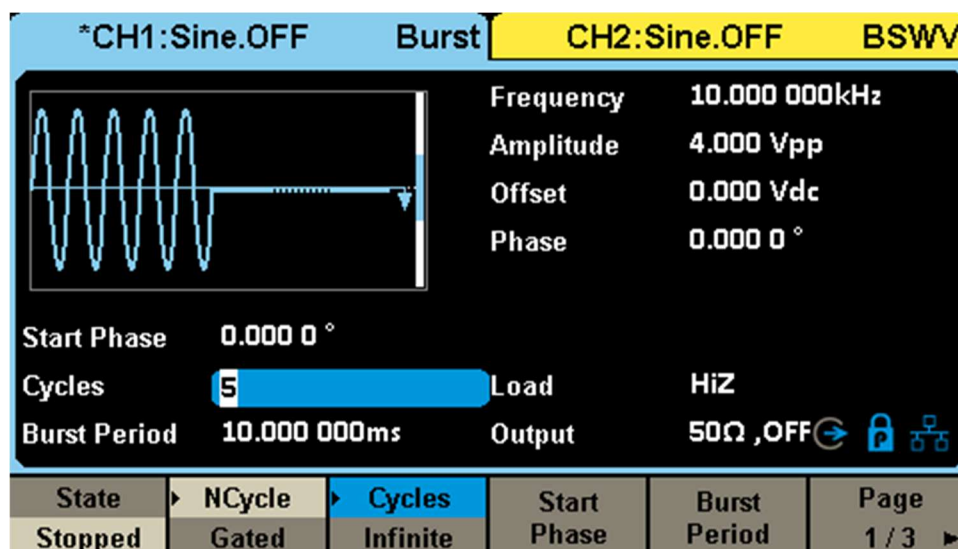 *CH1:Sine.OFF Burst CH2:Sine.OFF BSWV
Frequency 10.000 000kHz
Amplitude 4.000 Vpp
Offset 0.000 Vdc
Phase 0.000 0 °
Start Phase 0.000 0 °
Cycles 5 Load HiZ
Burst Period 10.000 000ms Output 50Ω ,OFF P
State NCycle Cycles Start Burst Page
Stopped Gated Infinite Phase Period 1 / 3